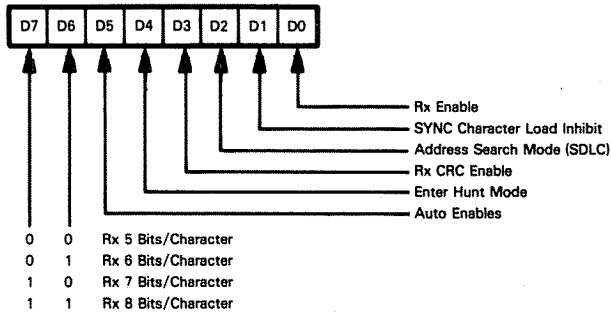 D7 D6 D5 D4 D3 D2 D1 D0
Rx Enable
SYNC Character Load Inhibit
Address Search Mode (SDLC)
Rx CRC Enable
Enter Hunt Mode
Auto Enables
0 0 Rx 5 Bits/Character
0 1 Rx 6 Bits/Character
1 0 Rx 7 Bits/Character
1 1 Rx 8 Bits/Character